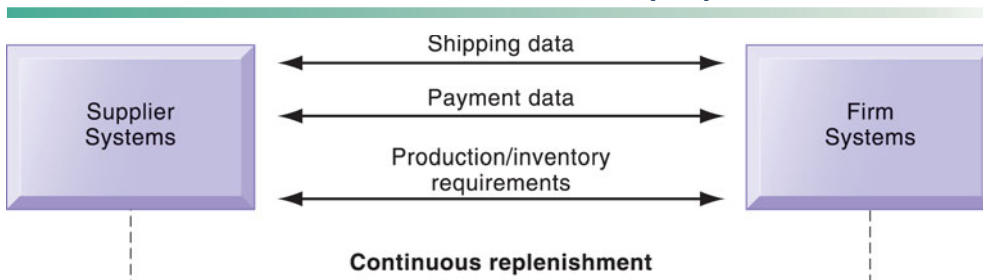 Shipping data
Payment data
Supplier
Systems
Firm
Systems
Production/inventory
requirements
Continuous replenishment